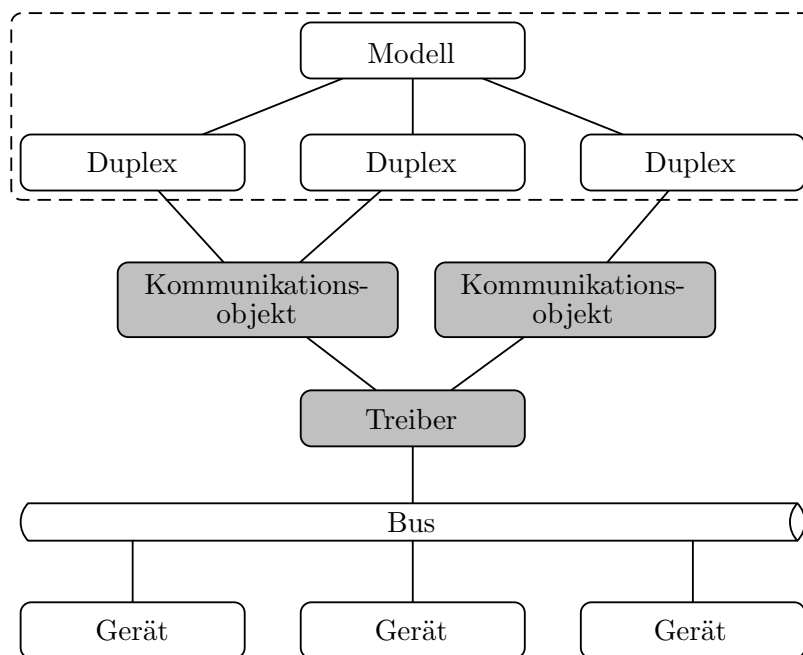 Modell
Duplex
Duplex
Duplex
Kommunikations-
objekt
Kommunikations-
objekt
Treiber
Bus
Gerät
Gerät
Gerät